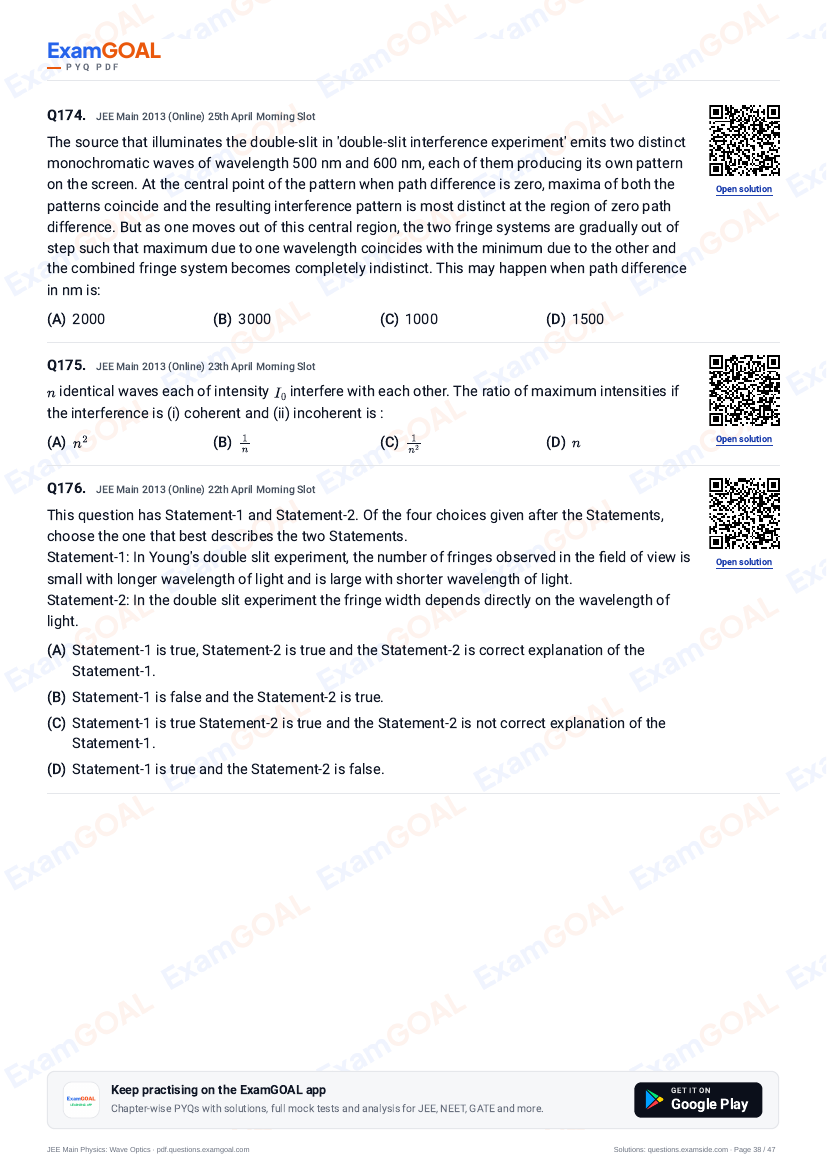 ExamGOAL
PYQ PDF
Q174. JEE Main 2013 (Online) 25th April Morning Slot
The source that illuminates the double-slit in 'double-slit interference experiment' emits two distinct
monochromatic waves of wavelength 500 nm and 600 nm, each of them producing its own pattern
on the screen. At the central point of the pattern when path difference is zero, maxima of both the
patterns coincide and the resulting interference pattern is most distinct at the region of zero path
difference. But as one moves out of this central region, the two fringe systems are gradually out of
step such that maximum due to one wavelength coincides with the minimum due to the other and
the combined fringe system becomes completely indistinct. This may happen when path difference
in nm is:
Open solution
(A) 2000 (B) 3000 (C) 1000 (D) 1500
Q175. JEE Main 2013 (Online) 23th April Morning Slot
n identical waves each of intensity I₀ interfere with each other. The ratio of maximum intensities if
the interference is (i) coherent and (ii) incoherent is :
Open solution
(A) n² (B) 1/n (C) 1/n² (D) n
Q176. JEE Main 2013 (Online) 22th April Morning Slot
This question has Statement-1 and Statement-2. Of the four choices given after the Statements,
choose the one that best describes the two Statements.
Statement-1: In Young's double slit experiment, the number of fringes observed in the field of view is
small with longer wavelength of light and is large with shorter wavelength of light.
Statement-2: In the double slit experiment the fringe width depends directly on the wavelength of
light.
Open solution
(A) Statement-1 is true, Statement-2 is true and the Statement-2 is correct explanation of the
Statement-1.
(B) Statement-1 is false and the Statement-2 is true.
(C) Statement-1 is true Statement-2 is true and the Statement-2 is not correct explanation of the
Statement-1.
(D) Statement-1 is true and the Statement-2 is false.
ExamGOAL
Keep practising on the ExamGOAL app
Chapter-wise PYQs with solutions, full mock tests and analysis for JEE, NEET, GATE and more.
GET IT ON
Google Play
JEE Main Physics: Wave Optics · pdf.questions.examgoal.com
Solutions: questions.examside.com · Page 38 / 47